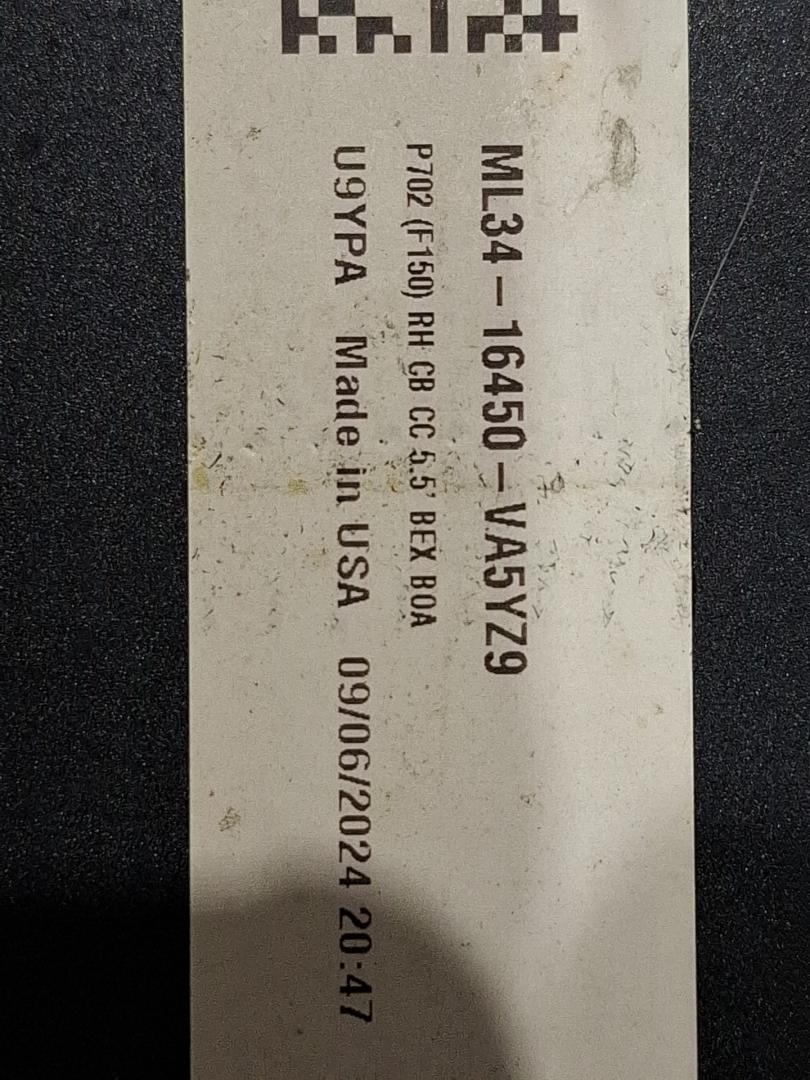 ML34-16450-VA5YZ9
P702 (F150) RH CB CC 5.5' BEX BOA
U9YPA Made in USA 09/06/2024 20:47